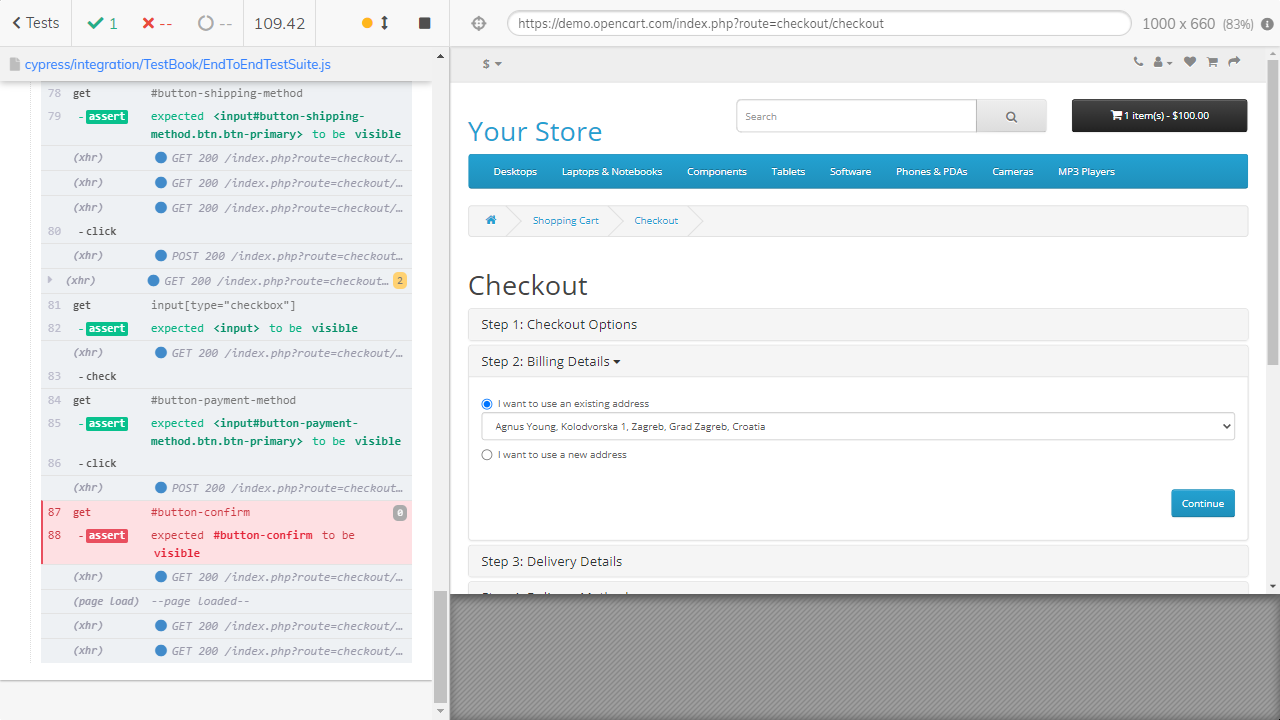 Tests
1
--
--
109.42
https://demo.opencart.com/index.php?route=checkout/checkout
1000 x 660 (83%)
cypress/integration/TestBook/EndToEndTestSuite.js
78 get #button-shipping-method
79 - assert expected <input#button-shipping-
method.btn.btn-primary> to be visible
(xhr) GET 200 /index.php?route=checkout/…
(xhr) GET 200 /index.php?route=checkout/…
(xhr) GET 200 /index.php?route=checkout/…
80 - click
(xhr) POST 200 /index.php?route=checkout…
(xhr) GET 200 /index.php?route=checkout… 2
81 get input[type="checkbox"]
82 - assert expected <input> to be visible
(xhr) GET 200 /index.php?route=checkout/…
83 - check
84 get #button-payment-method
85 - assert expected <input#button-payment-
method.btn.btn-primary> to be visible
86 - click
(xhr) POST 200 /index.php?route=checkout…
87 get #button-confirm 0
88 - assert expected #button-confirm to be
visible
(xhr) GET 200 /index.php?route=checkout/…
(page load) --page loaded--
(xhr) GET 200 /index.php?route=checkout/…
(xhr) GET 200 /index.php?route=checkout/…
$
Your Store
Search
1 item(s) - $100.00
Desktops Laptops & Notebooks Components Tablets Software Phones & PDAs Cameras MP3 Players
Shopping Cart Checkout
Checkout
Step 1: Checkout Options
Step 2: Billing Details
I want to use an existing address
Agnus Young, Kolodvorska 1, Zagreb, Grad Zagreb, Croatia
I want to use a new address
Continue
Step 3: Delivery Details